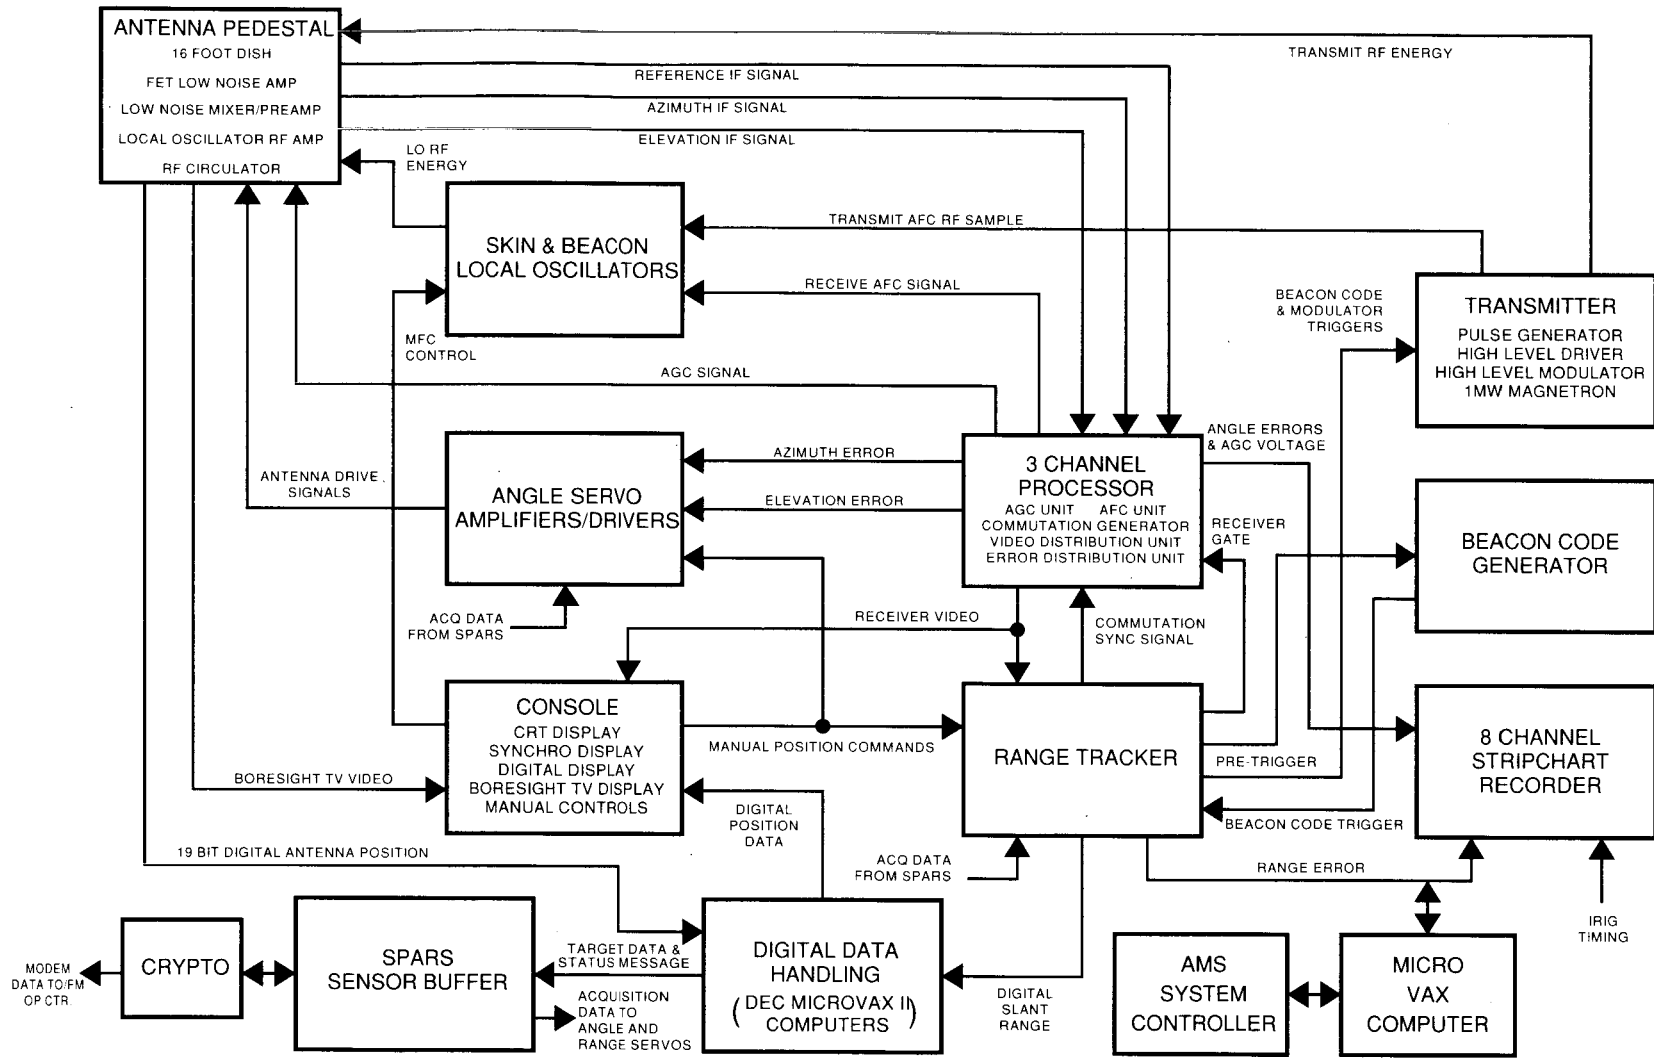 ANTENNA PEDESTAL
16 FOOT DISH
FET LOW NOISE AMP
LOW NOISE MIXER/PREAMP
LOCAL OSCILLATOR RF AMP
RF CIRCULATOR
TRANSMIT RF ENERGY
REFERENCE IF SIGNAL
AZIMUTH IF SIGNAL
ELEVATION IF SIGNAL
LO RF
ENERGY
SKIN & BEACON
LOCAL OSCILLATORS
TRANSMIT AFC RF SAMPLE
RECEIVE AFC SIGNAL
MFC
CONTROL
AGC SIGNAL
BEACON CODE
& MODULATOR
TRIGGERS
TRANSMITTER
PULSE GENERATOR
HIGH LEVEL DRIVER
HIGH LEVEL MODULATOR
1MW MAGNETRON
ANTENNA DRIVE
SIGNALS
ANGLE SERVO
AMPLIFIERS/DRIVERS
AZIMUTH ERROR
ELEVATION ERROR
3 CHANNEL
PROCESSOR
AGC UNIT AFC UNIT
COMMUTATION GENERATOR
VIDEO DISTRIBUTION UNIT
ERROR DISTRIBUTION UNIT
ANGLE ERRORS
& AGC VOLTAGE
RECEIVER
GATE
BEACON CODE
GENERATOR
ACQ DATA
FROM SPARS
RECEIVER VIDEO
COMMUTATION
SYNC SIGNAL
CONSOLE
CRT DISPLAY
SYNCHRO DISPLAY
DIGITAL DISPLAY
BORESIGHT TV DISPLAY
MANUAL CONTROLS
MANUAL POSITION COMMANDS
RANGE TRACKER
PRE-TRIGGER
8 CHANNEL
STRIPCHART
RECORDER
BORESIGHT TV VIDEO
DIGITAL
POSITION
DATA
BEACON CODE TRIGGER
19 BIT DIGITAL ANTENNA POSITION
ACQ DATA
FROM SPARS
RANGE ERROR
IRIG
TIMING
MODEM
DATA TO/FM
OP CTR.
CRYPTO
SPARS
SENSOR BUFFER
TARGET DATA &
STATUS MESSAGE
ACQUISITION
DATA TO
ANGLE AND
RANGE SERVOS
DIGITAL DATA
HANDLING
(DEC MICROVAX II)
COMPUTERS
DIGITAL
SLANT
RANGE
AMS
SYSTEM
CONTROLLER
MICRO
VAX
COMPUTER